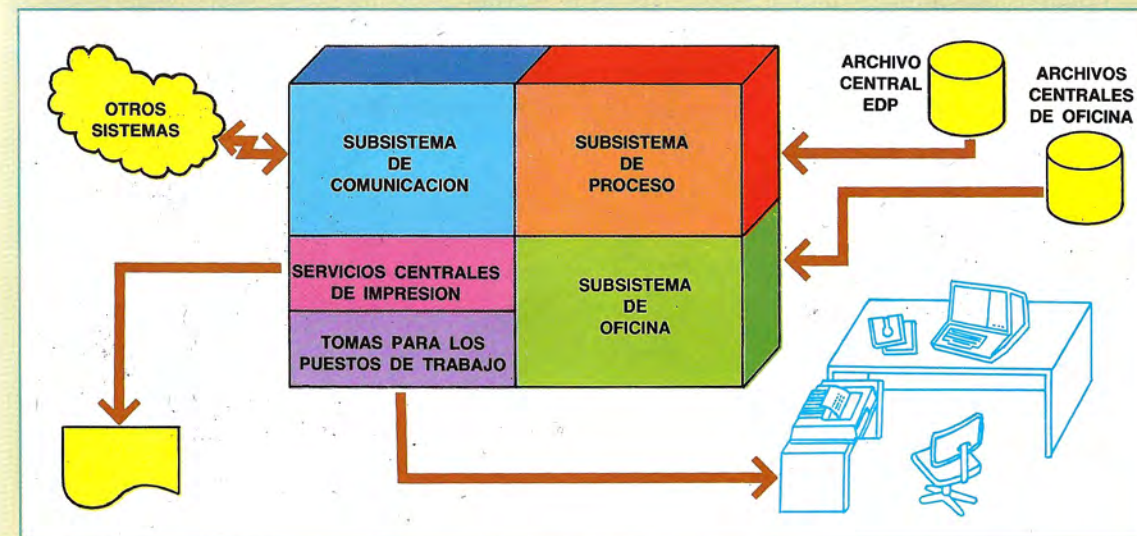 OTROS
SISTEMAS
SUBSISTEMA
DE
COMUNICACION
SUBSISTEMA
DE
PROCESO
ARCHIVO
CENTRAL
EDP
ARCHIVOS
CENTRALES
DE OFICINA
SERVICIOS CENTRALES
DE IMPRESION
TOMAS PARA LOS
PUESTOS DE TRABAJO
SUBSISTEMA
DE
OFICINA